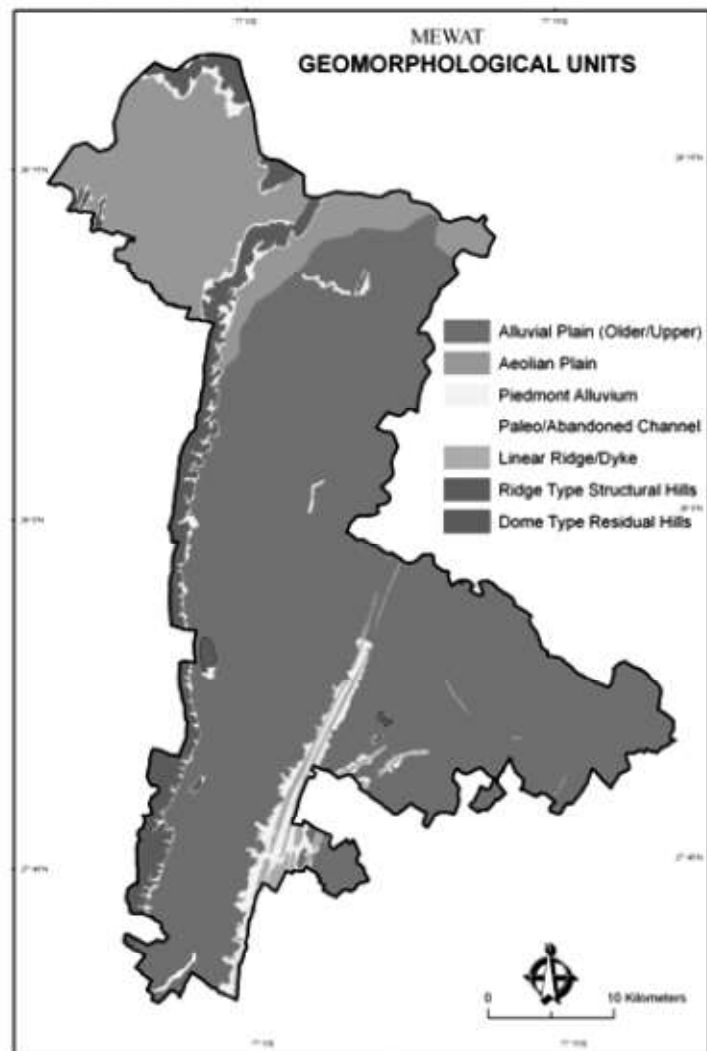 MEWAT
GEOMORPHOLOGICAL UNITS
Alluvial Plain (Older/Upper)
Aeolian Plain
Piedmont Alluvium
Paleo/Abandoned Channel
Linear Ridge/Dyke
Ridge Type Structural Hills
Dome Type Residual Hills
0 10 Kilometers